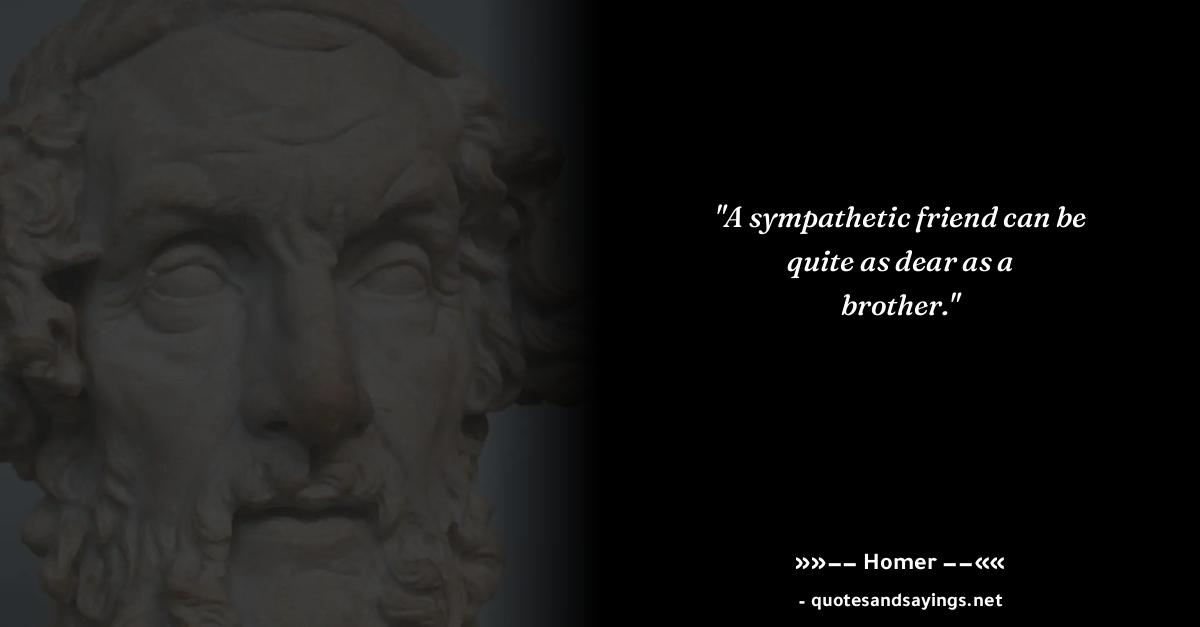 "A sympathetic friend can be
quite as dear as a
brother."
»»−− Homer −−««
- quotesandsayings.net